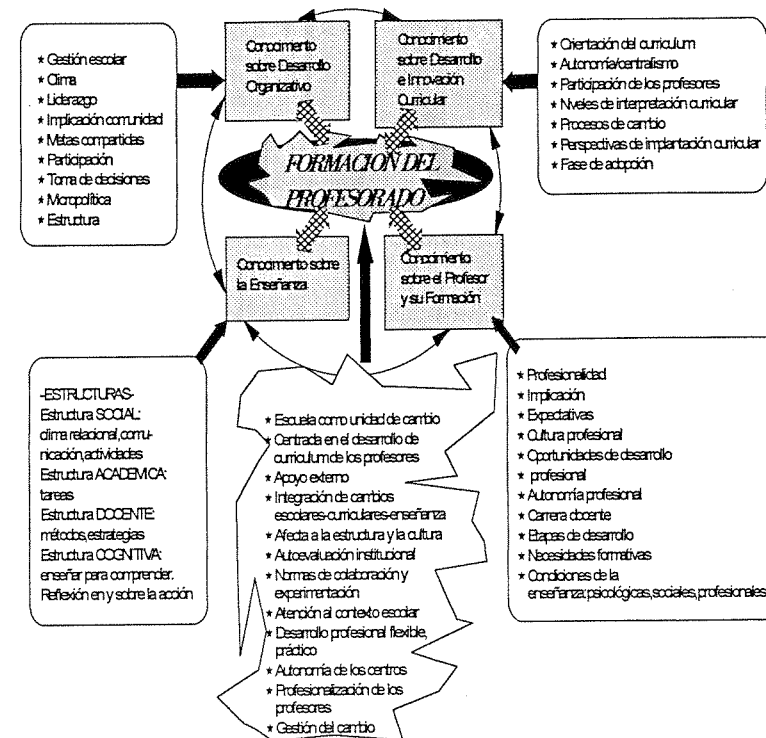 Conocimiento
sobre Desarrollo
Organizativo
Conocimiento
sobre Desarrollo
e Innovación
Curricular
* Gestión escolar
* Clima
* Liderazgo
* Implicación comunidad
* Metas compartidas
* Participación
* Toma de decisiones
* Micropolítica
* Estructura
* Orientación del curriculum
* Autonomía/centralismo
* Participación de los profesores
* Niveles de interpretación curricular
* Procesos de cambio
* Perspectivas de implantación curricular
* Fase de adopción
FORMACION DEL
PROFESORADO
Conocimiento sobre
la Enseñanza
Conocimiento
sobre el Profesor
y su Formación
-ESTRUCTURAS-
Estructura SOCIAL:
clima relacional,comu-
nicación,actividades
Estructura ACADEMICA:
tareas
Estructura DOCENTE:
métodos,estrategias
Estructura COGNITIVA:
enseñar para comprender.
Reflexión en y sobre la acción
* Escuela como unidad de cambio
* Centrada en el desarrollo de
curriculum de los profesores
* Apoyo externo
* Integración de cambios
escolares-curriculares-enseñanza
* Afecta a la estructura y la cultura
* Autoevaluación institucional
* Normas de colaboración y
experimentación
* Atención al contexto escolar
* Desarrollo profesional flexible,
práctico
* Autonomía de los centros
* Profesionalización de los
profesores
* Gestión del cambio
* Profesionalidad
* Implicación
* Expectativas
* Cultura profesional
* Oportunidades de desarrollo
* profesional
* Autonomía profesional
* Carrera docente
* Etapas de desarrollo
* Necesidades formativas
* Condiciones de la
enseñanza:psicológicas,sociales,profesionales